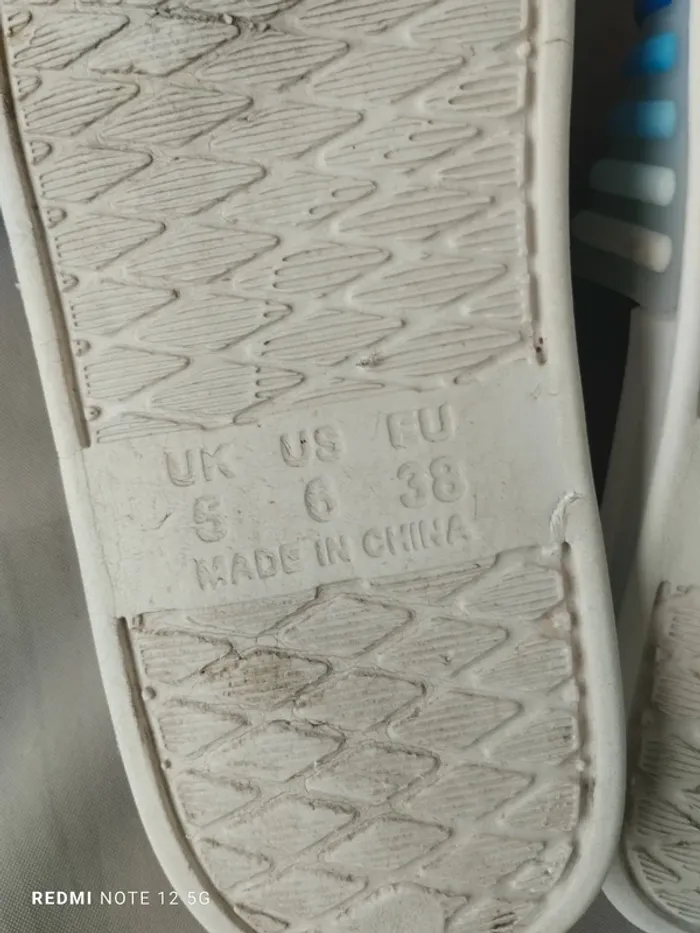 UK US EU
5 6 38
MADE IN CHINA
REDMI NOTE 12 5G